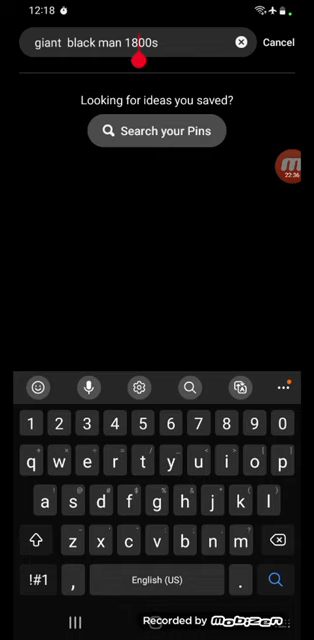 12:18
giant  black man 1800s
Cancel
Looking for ideas you saved?
Search your Pins
22:36
1 2 3 4 5 6 7 8 9 0
q w e r t y u i o p
a s d f g h j k l
z x c v b n m
!#1 , English (US) .
Recorded by Mobizen